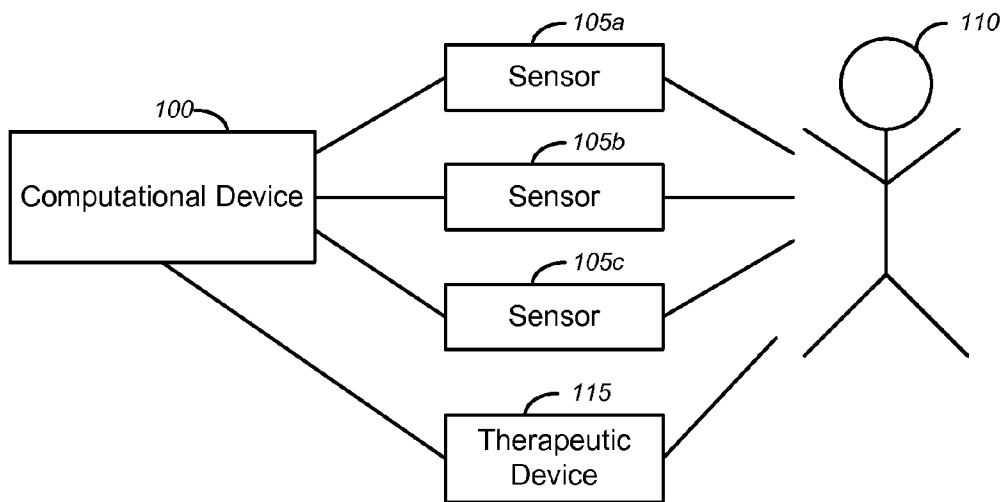 105a
Sensor
110
100
Computational Device
105b
Sensor
105c
Sensor
115
Therapeutic
Device